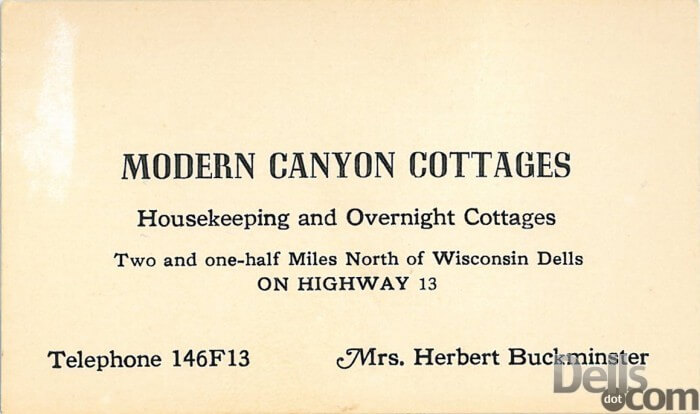 MODERN CANYON COTTAGES
Housekeeping and Overnight Cottages
Two and one-half Miles North of Wisconsin Dells
ON HIGHWAY 13
Telephone 146F13 Mrs. Herbert Buckminster
Dells
dot com